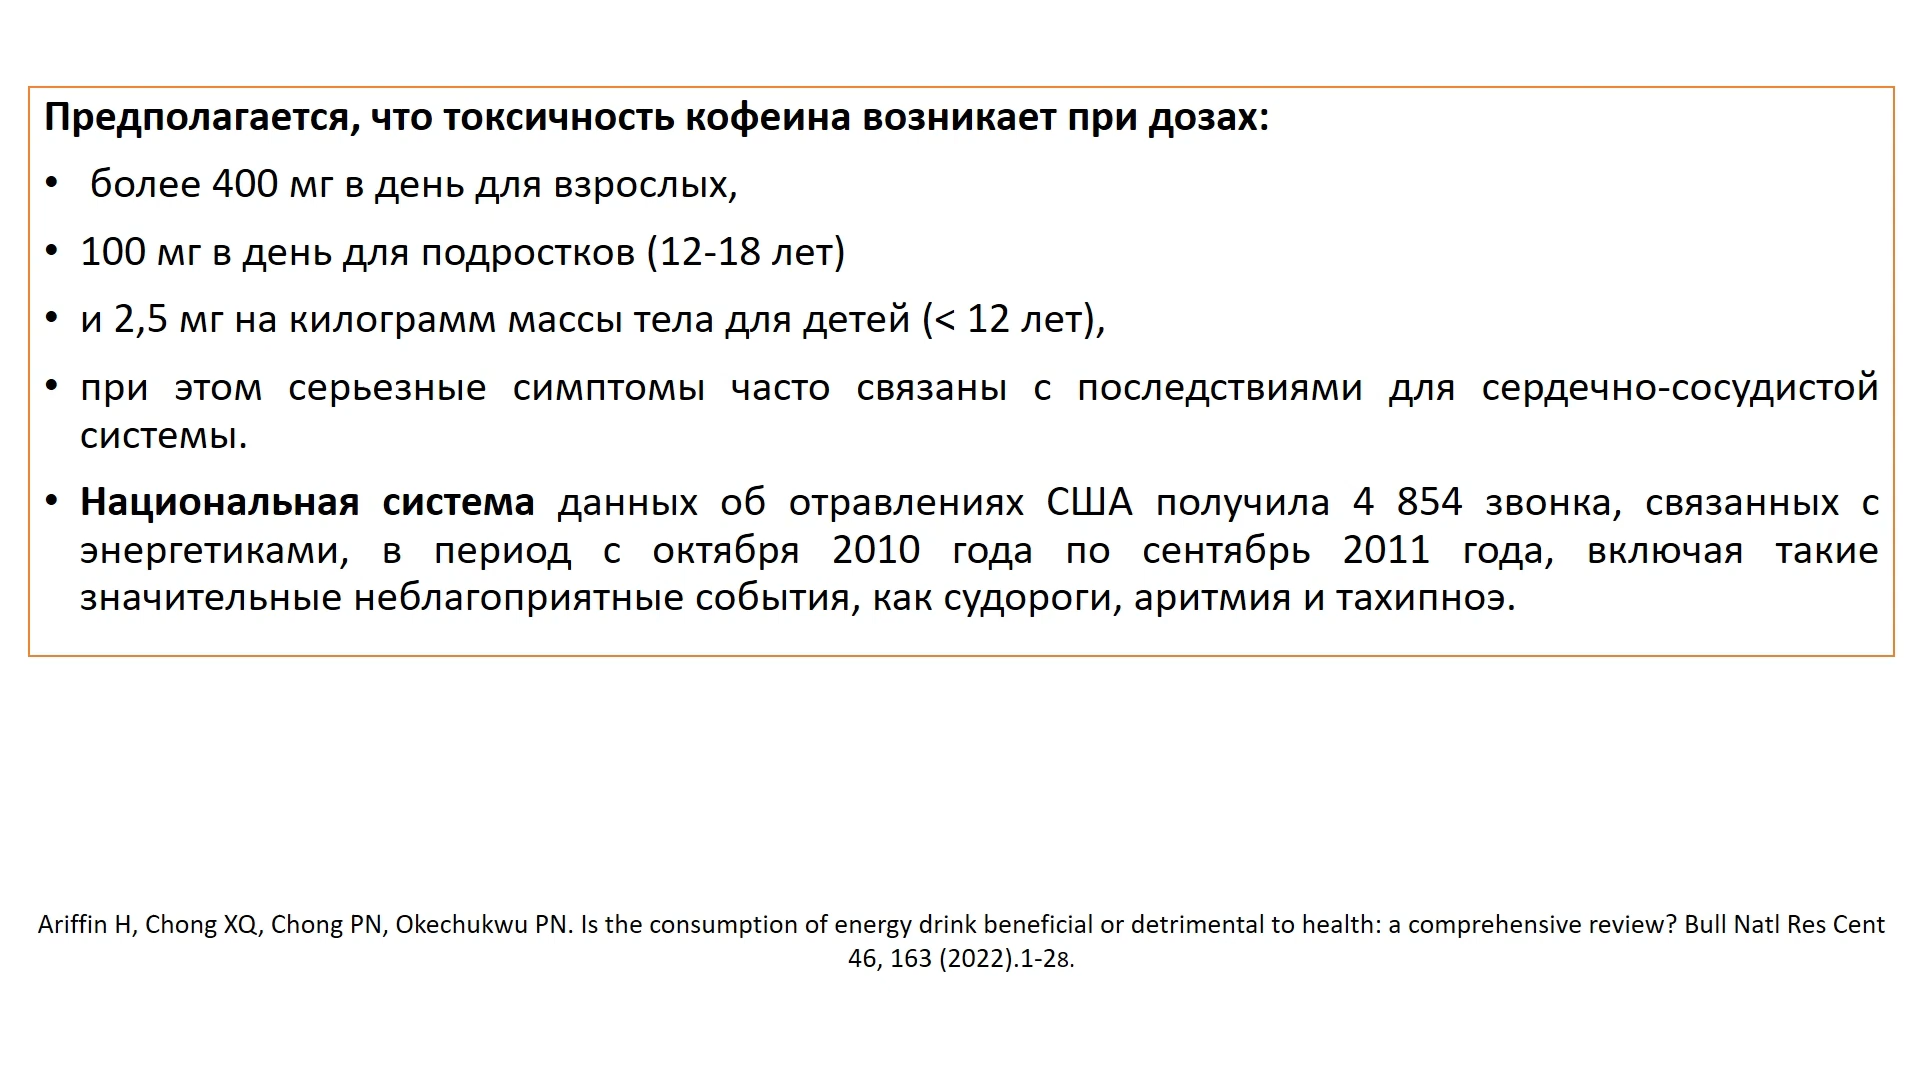 Предполагается, что токсичность кофеина возникает при дозах:
• более 400 мг в день для взрослых,
• 100 мг в день для подростков (12-18 лет)
• и 2,5 мг на килограмм массы тела для детей (< 12 лет),
• при этом серьезные симптомы часто связаны с последствиями для сердечно-сосудистой
системы.
• Национальная система данных об отравлениях США получила 4 854 звонка, связанных с
энергетиками, в период с октября 2010 года по сентябрь 2011 года, включая такие
значительные неблагоприятные события, как судороги, аритмия и тахипноэ.
Ariffin H, Chong XQ, Chong PN, Okechukwu PN. Is the consumption of energy drink beneficial or detrimental to health: a comprehensive review? Bull Natl Res Cent
46, 163 (2022).1-28.